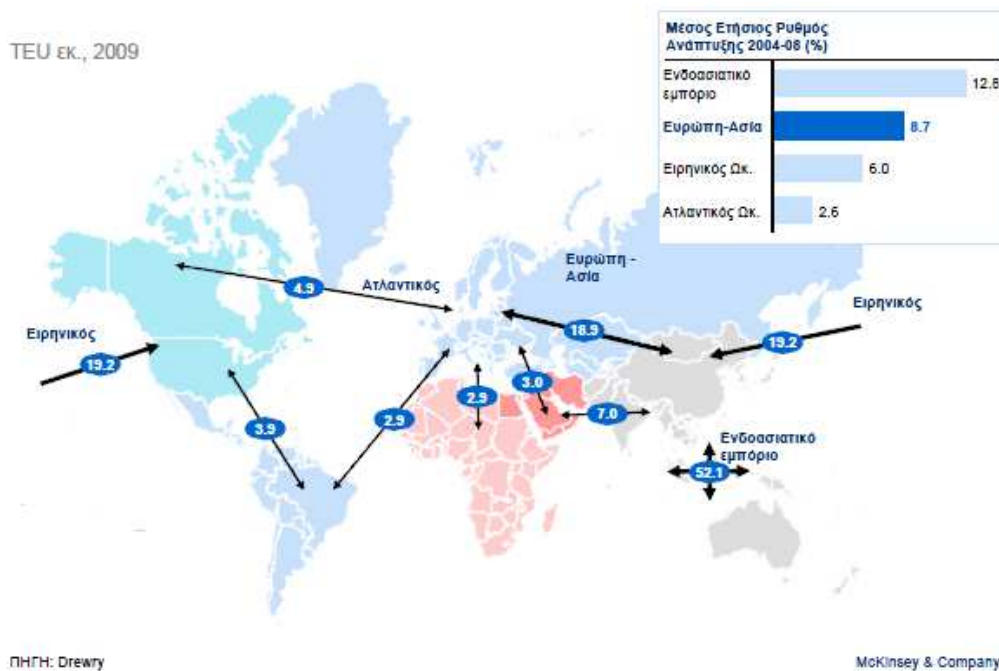 TEU εκ., 2009
Μέσος Ετήσιος Ρυθμός
Ανάπτυξης 2004-08 (%)
Ενδοασιατικό
εμπόριο
12.8
Ευρώπη-Ασία
8.7
Ειρηνικός Ωκ.
6.0
Ατλαντικός Ωκ.
2.6
Ευρώπη -
Ασία
Ατλαντικός
4.9
Ειρηνικός
19.2
18.9
Ειρηνικός
19.2
3.9
2.9
2.9
3.0
7.0
Ενδοασιατικό
εμπόριο
52.1
ΠΗΓΗ: Drewry
McKinsey & Company